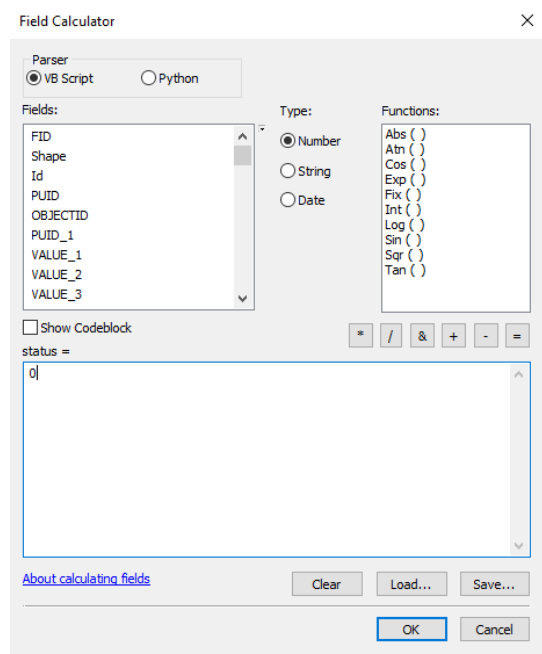 Field Calculator
Parser
VB Script Python
Fields: Type: Functions:
FID
Shape
Id
PUID
OBJECTID
PUID_1
VALUE_1
VALUE_2
VALUE_3
Number
String
Date
Abs ( )
Atn ( )
Cos ( )
Exp ( )
Fix ( )
Int ( )
Log ( )
Sin ( )
Sqr ( )
Tan ( )
Show Codeblock
* / & + - =
status =
0
About calculating fields Clear Load... Save...
OK Cancel